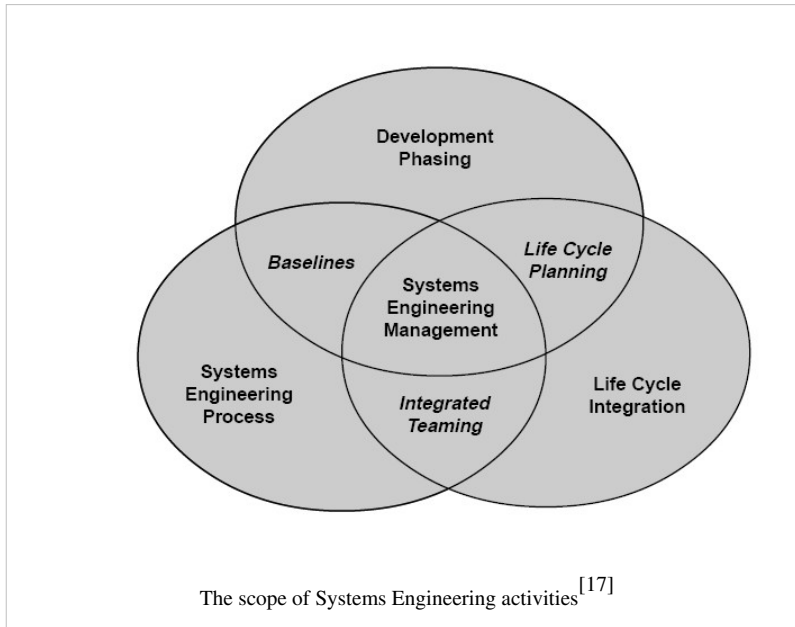 Development
Phasing
Baselines
Life Cycle
Planning
Systems
Engineering
Management
Systems
Engineering
Process
Integrated
Teaming
Life Cycle
Integration
The scope of Systems Engineering activities[17]